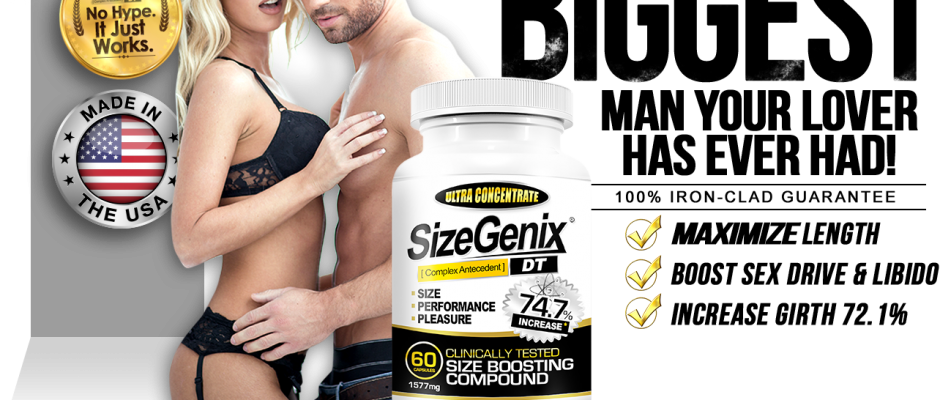 No Hype.
It Just
Works.
MADE IN
THE USA
BIGGEST
MAN YOUR LOVER
HAS EVER HAD!
100% IRON-CLAD GUARANTEE
MAXIMIZE LENGTH
BOOST SEX DRIVE & LIBIDO
INCREASE GIRTH 72.1%
ULTRA CONCENTRATE
SizeGenix®
[ Complex Antecedent ] DT
SIZE
PERFORMANCE
PLEASURE
74.7%
INCREASE
60
CAPSULES
1577mg
CLINICALLY TESTED
SIZE BOOSTING
COMPOUND